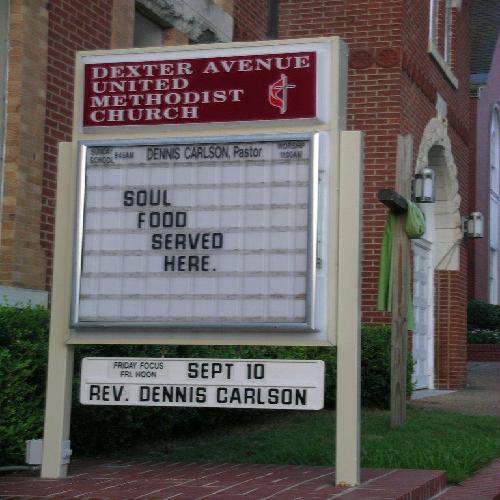 DEXTER AVENUE
UNITED
METHODIST
CHURCH
SUNDAY SCHOOL 9:45AM DENNIS CARLSON, Pastor WORSHIP 11:00AM
SOUL
FOOD
SERVED
HERE.
FRIDAY FOCUS
FRI. NOON
SEPT 10
REV. DENNIS CARLSON